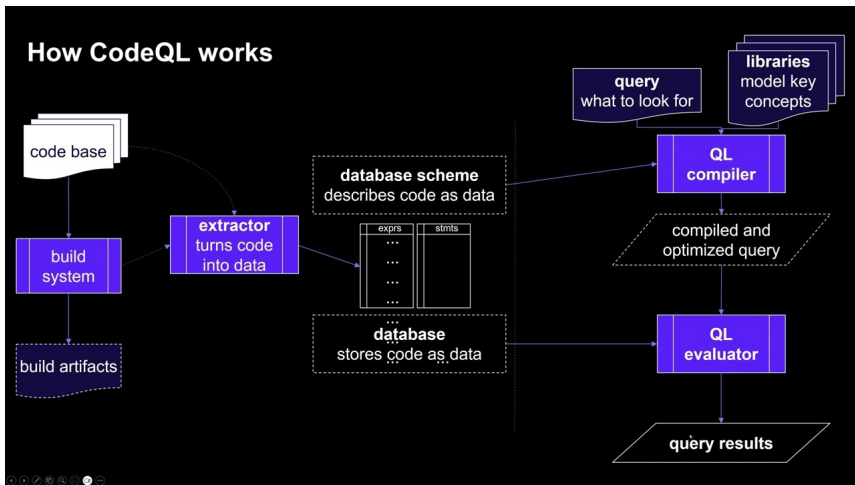 How CodeQL works
code base
build
system
build artifacts
extractor
turns code
into data
database scheme
describes code as data
exprs
stmts
...
...
...
...
...
database
stores code as data
...
...
query
what to look for
libraries
model key
concepts
QL
compiler
compiled and
optimized query
QL
evaluator
query results